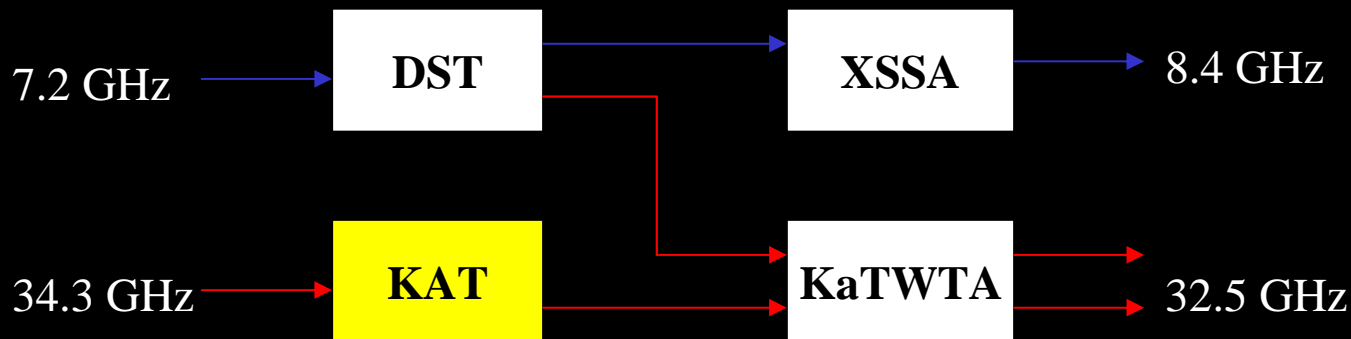 7.2 GHz
DST
XSSA
8.4 GHz
34.3 GHz
KAT
KaTWTA
32.5 GHz